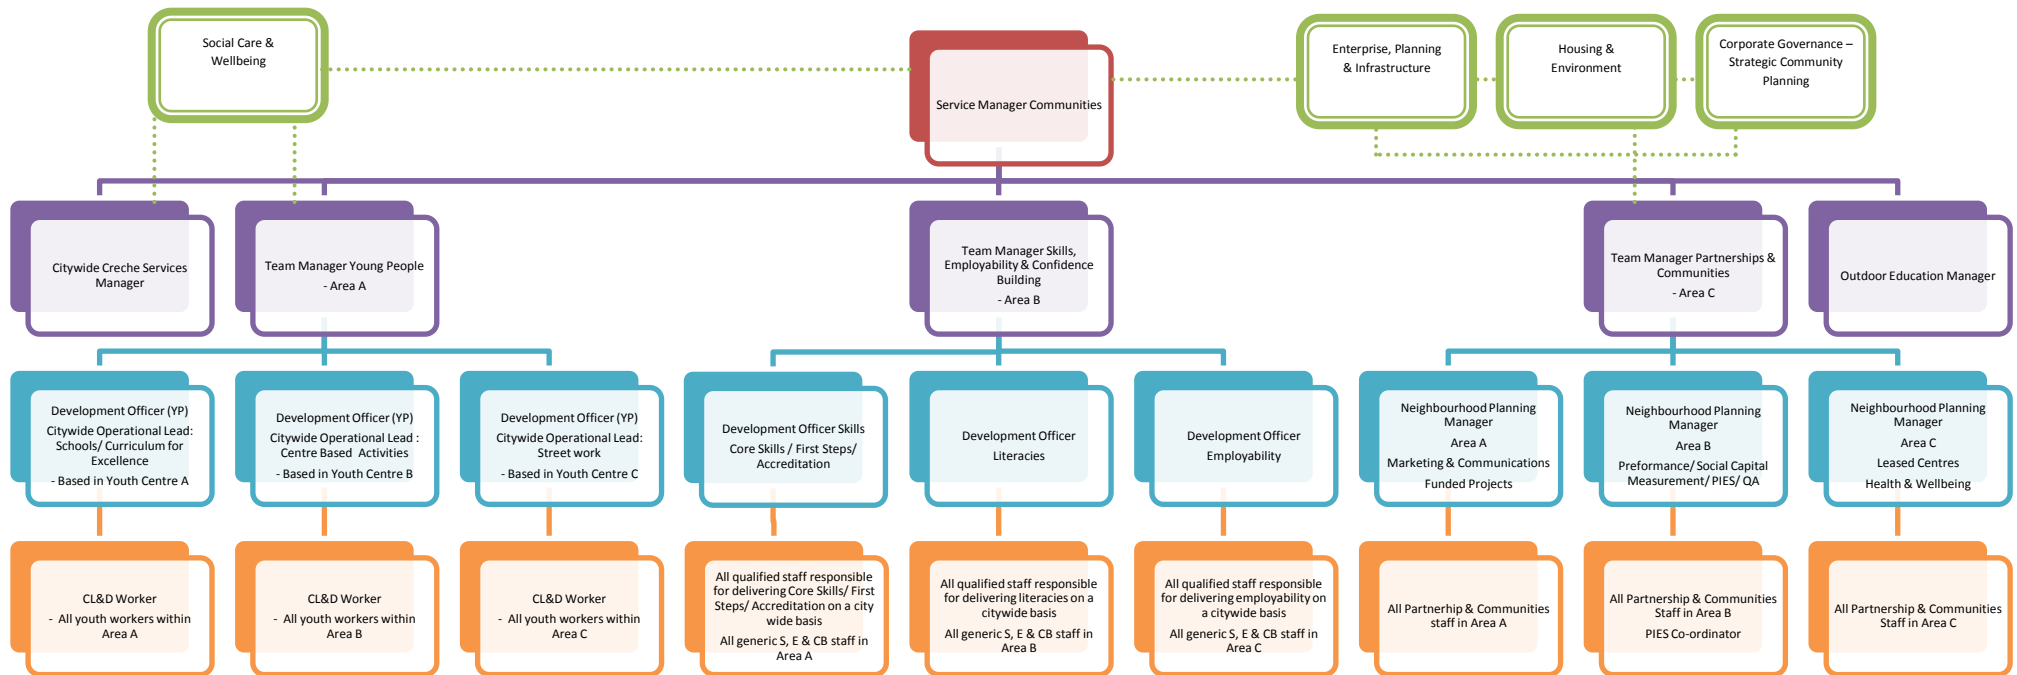 Social Care &
Wellbeing
Service Manager Communities
Enterprise, Planning
& Infrastructure
Housing &
Environment
Corporate Governance –
Strategic Community
Planning
Citywide Creche Services
Manager
Team Manager Young People
- Area A
Team Manager Skills,
Employability & Confidence
Building
- Area B
Team Manager Partnerships &
Communities
- Area C
Outdoor Education Manager
Development Officer (YP)
Citywide Operational Lead:
Schools/ Curriculum for
Excellence
- Based in Youth Centre A
Development Officer (YP)
Citywide Operational Lead :
Centre Based Activities
- Based in Youth Centre B
Development Officer (YP)
Citywide Operational Lead:
Street work
- Based in Youth Centre C
Development Officer Skills
Core Skills / First Steps/
Accreditation
Development Officer
Literacies
Development Officer
Employability
Neighbourhood Planning
Manager
Area A
Marketing & Communications
Funded Projects
Neighbourhood Planning
Manager
Area B
Preformance/ Social Capital
Measurement/ PIES/ QA
Neighbourhood Planning
Manager
Area C
Leased Centres
Health & Wellbeing
CL&D Worker
- All youth workers within
Area A
CL&D Worker
- All youth workers within
Area B
CL&D Worker
- All youth workers within
Area C
All qualified staff responsible
for delivering Core Skills/ First
Steps/ Accreditation on a city
wide basis
All generic S, E & CB staff in
Area A
All qualified staff responsible
for delivering literacies on a
citywide basis
All generic S, E & CB staff in
Area B
All qualified staff responsible
for delivering employability on
a citywide basis
All generic S, E & CB staff in
Area C
All Partnerhip & Communities
staff in Area A
All Partnership & Communities
Staff in Area B
PIES Co-ordinator
All Partnership & Communities
Staff in Area C